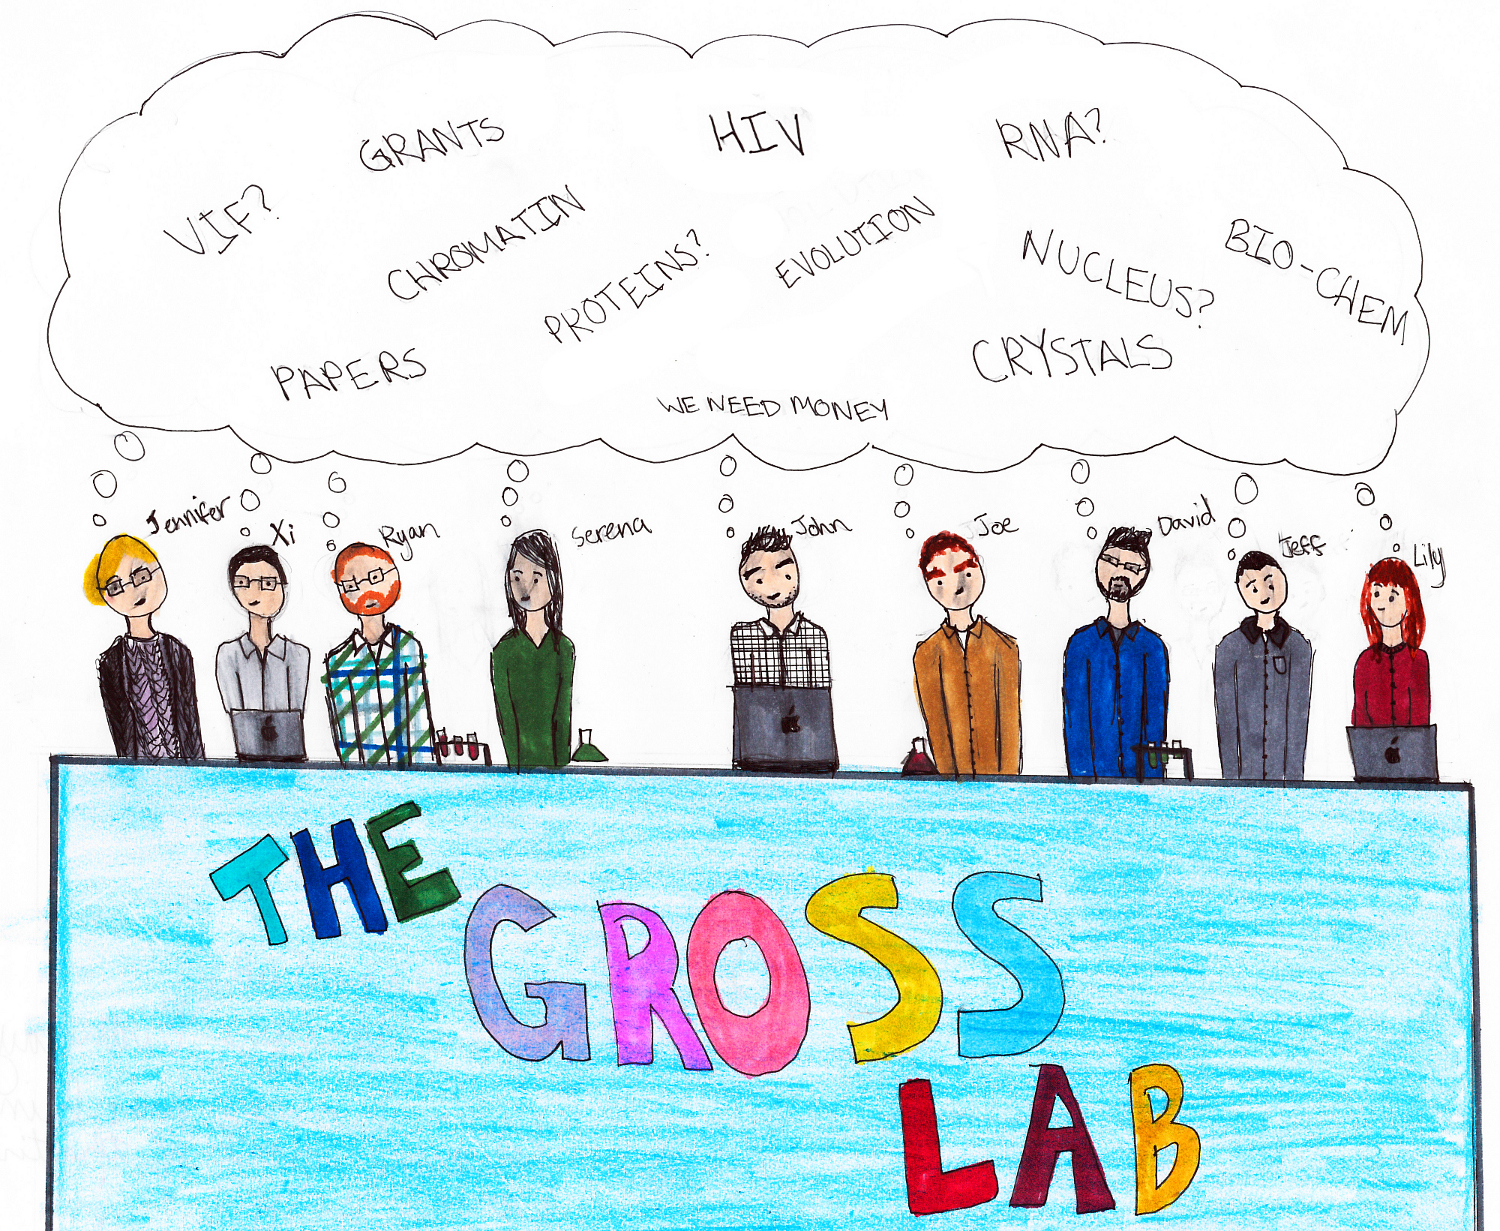 GRANTS
HIV
RNA?
VIF?
CHROMATIN
PROTEINS?
EVOLUTION
NUCLEUS?
BIO-CHEM
PAPERS
CRYSTALS
WE NEED MONEY
Jennifer
Xi
Ryan
Serena
John
Joe
David
Jeff
Lily
THE
GROSS
LAB